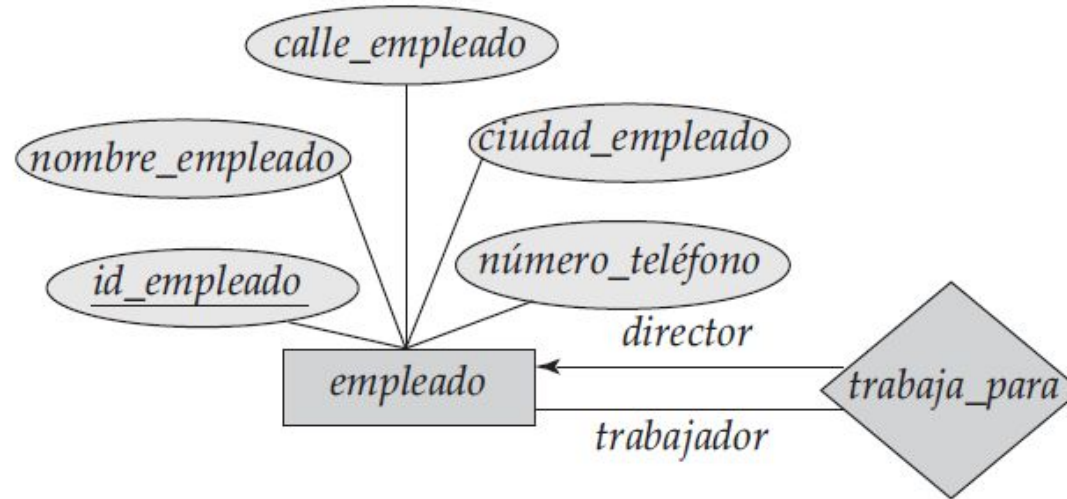 calle_empleado
nombre_empleado
ciudad_empleado
id_empleado
número_teléfono
director
empleado
trabaja_para
trabajador